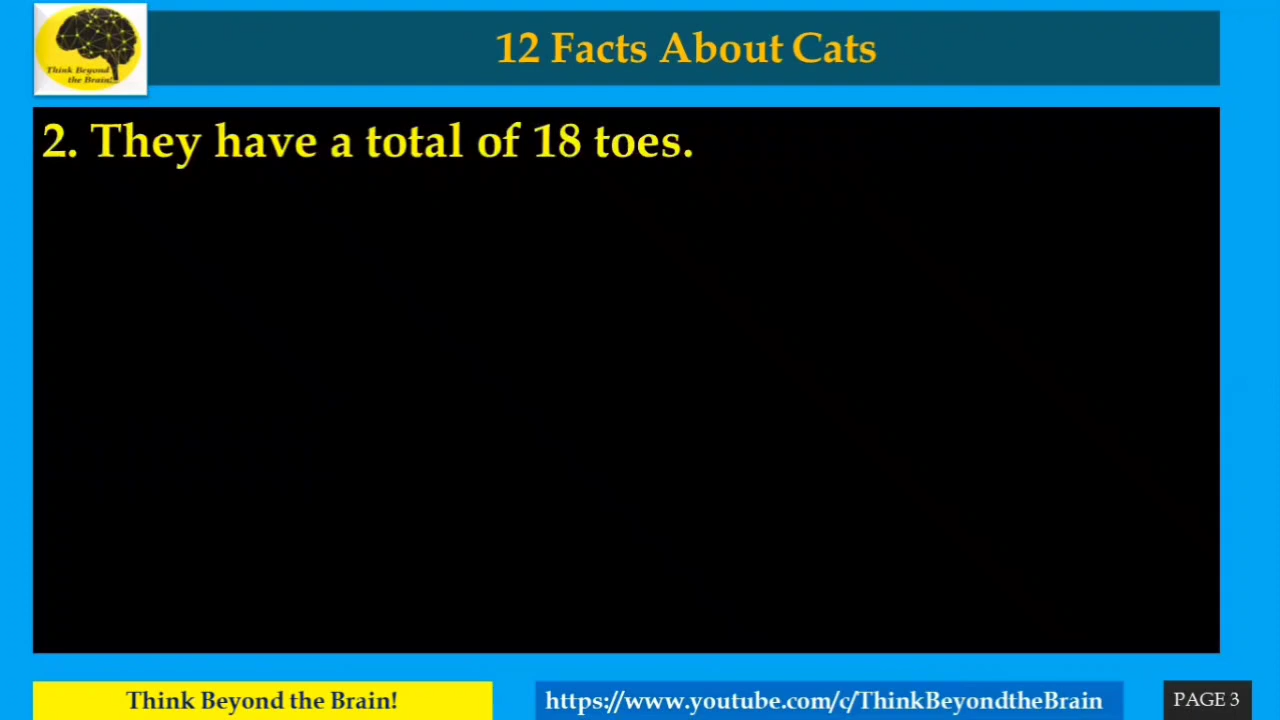 Think Beyond
the Brain!
12 Facts About Cats
2. They have a total of 18 toes.
Think Beyond the Brain!
https://www.youtube.com/c/ThinkBeyondtheBrain
PAGE 3